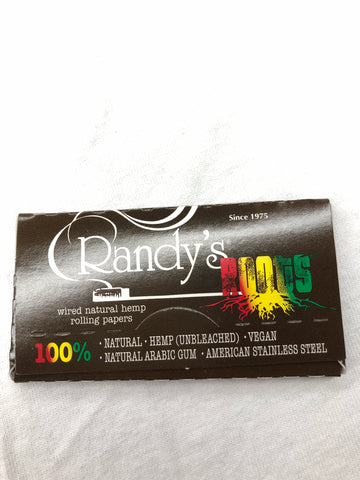 Since 1975
Randy's
ROOTS
wired natural hemp
rolling papers
100%
• NATURAL • HEMP (UNBLEACHED) • VEGAN
• NATURAL ARABIC GUM • AMERICAN STAINLESS STEEL